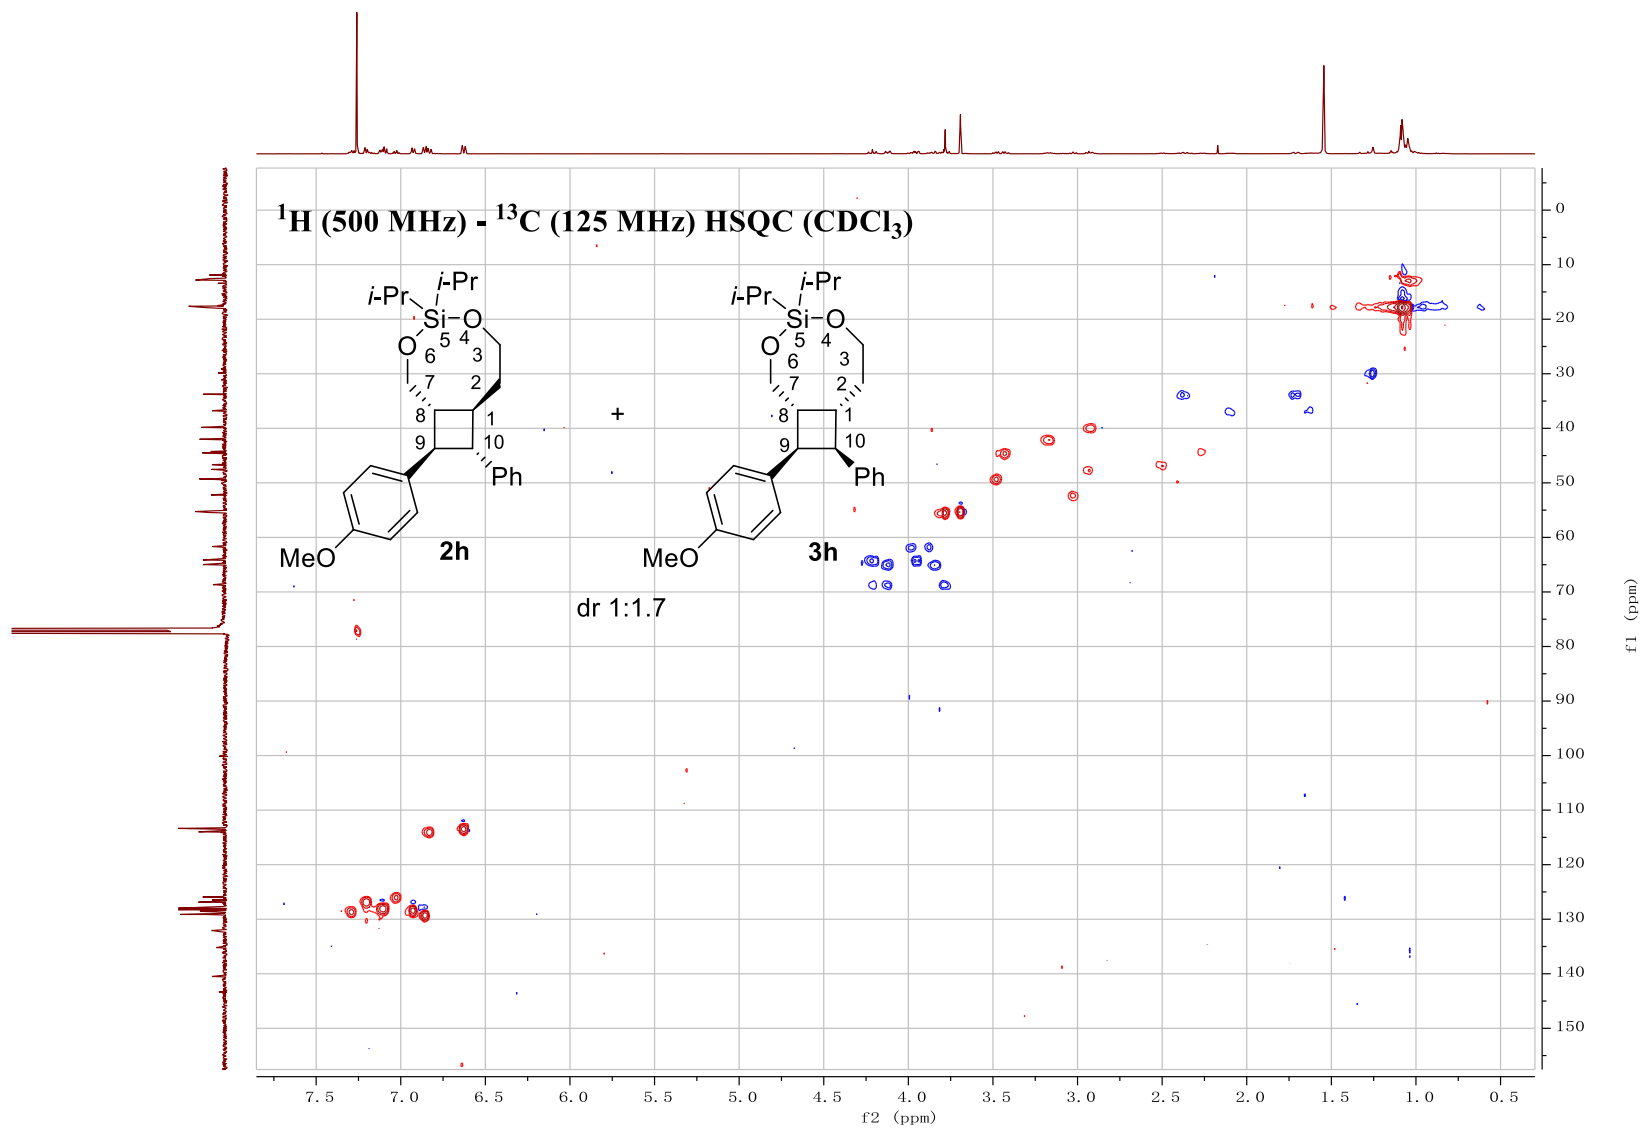 ¹H (500 MHz) - ¹³C (125 MHz) HSQC (CDCl₃)
i-Pr i-Pr
Si O
O 6 5 4
3
7 2
8 1
9 10
Ph
MeO
2h
+
i-Pr i-Pr
Si O
O 6 5 4
3
7 2
8 1
9 10
Ph
MeO
3h
dr 1:1.7
0
10
20
30
40
50
60
70
80
90
100
110
120
130
140
150
f1 (ppm)
7.5 7.0 6.5 6.0 5.5 5.0 4.5 4.0 3.5 3.0 2.5 2.0 1.5 1.0 0.5
f2 (ppm)